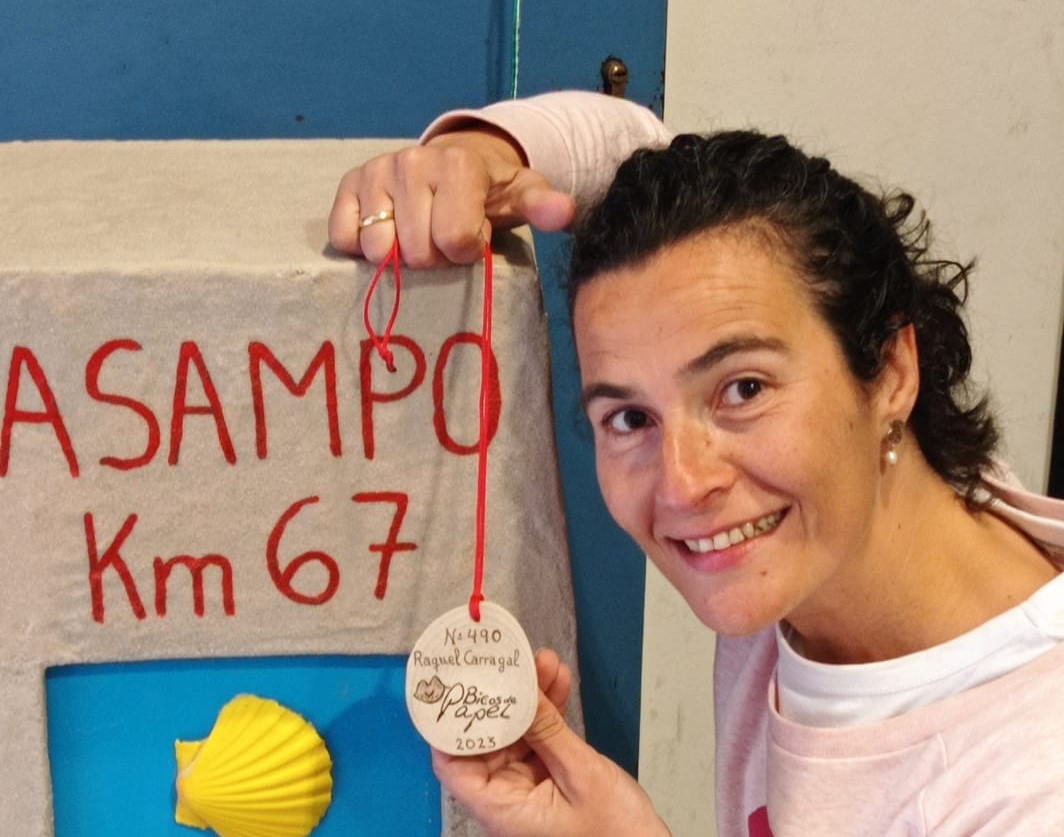 ASAMPO
Km 67
Nº 490
Raquel Carragal
Bicos de
Papel
2023